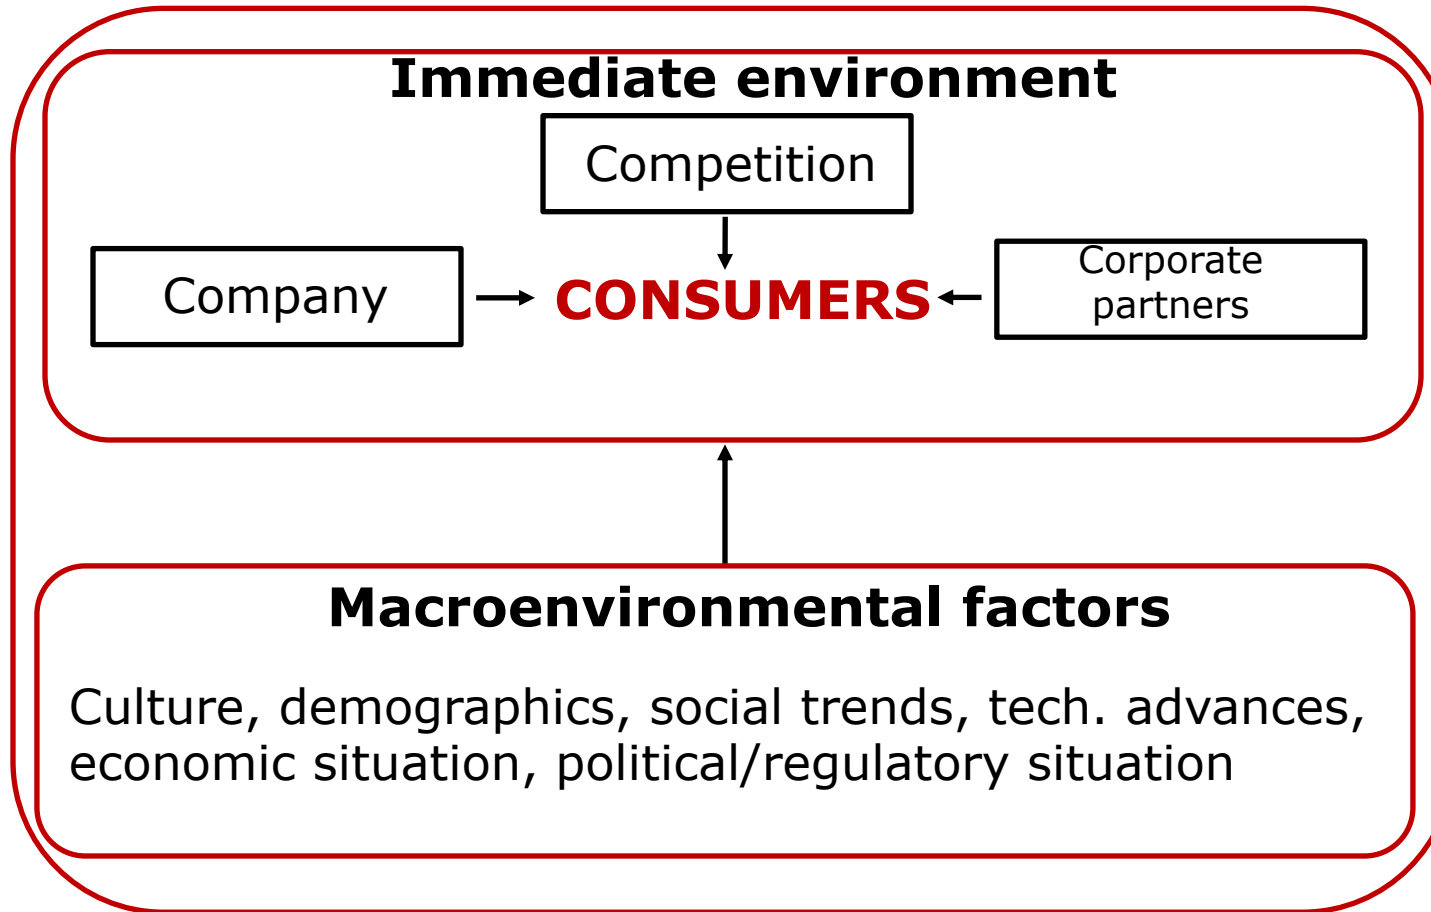 Immediate environment
Competition
Company
CONSUMERS
Corporate
partners
Macroenvironmental factors
Culture, demographics, social trends, tech. advances,
economic situation, political/regulatory situation